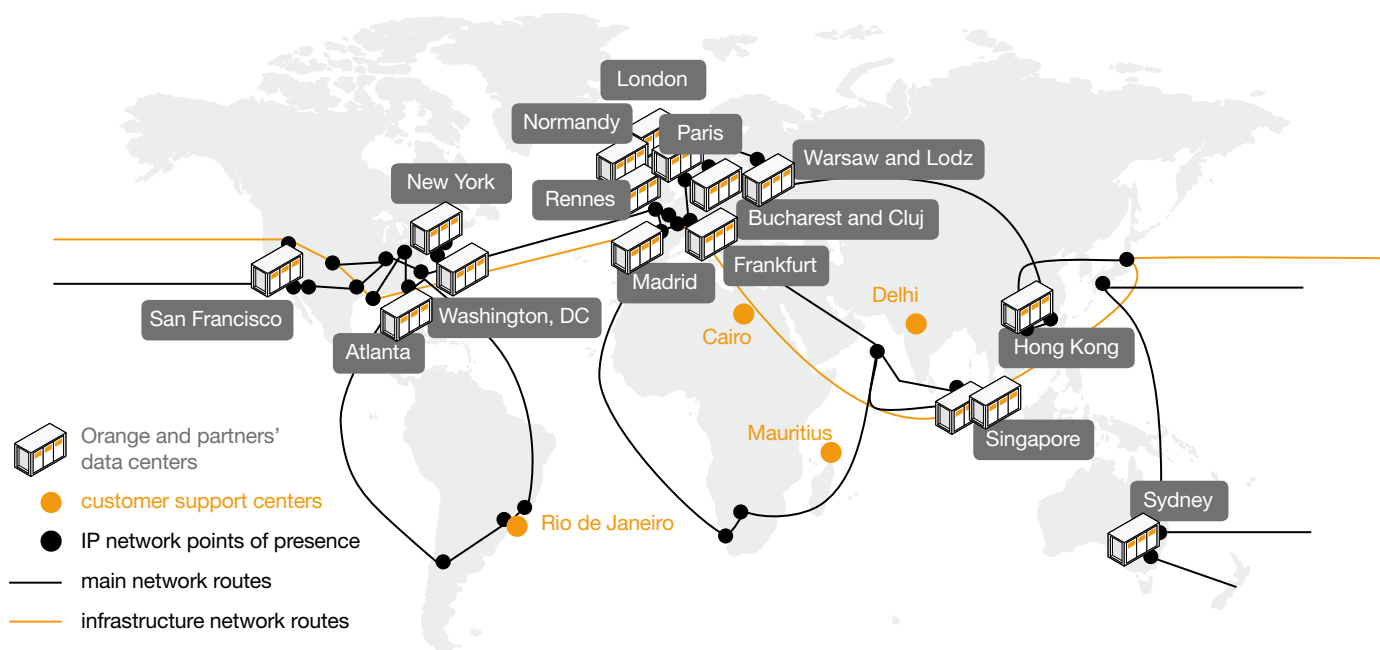 London
Normandy
Paris
Warsaw and Lodz
New York
Rennes
Bucharest and Cluj
Madrid
Frankfurt
San Francisco
Washington, DC
Atlanta
Delhi
Cairo
Hong Kong
Mauritius
Singapore
Sydney
Rio de Janeiro
Orange and partners’
data centers
customer support centers
IP network points of presence
main network routes
infrastructure network routes